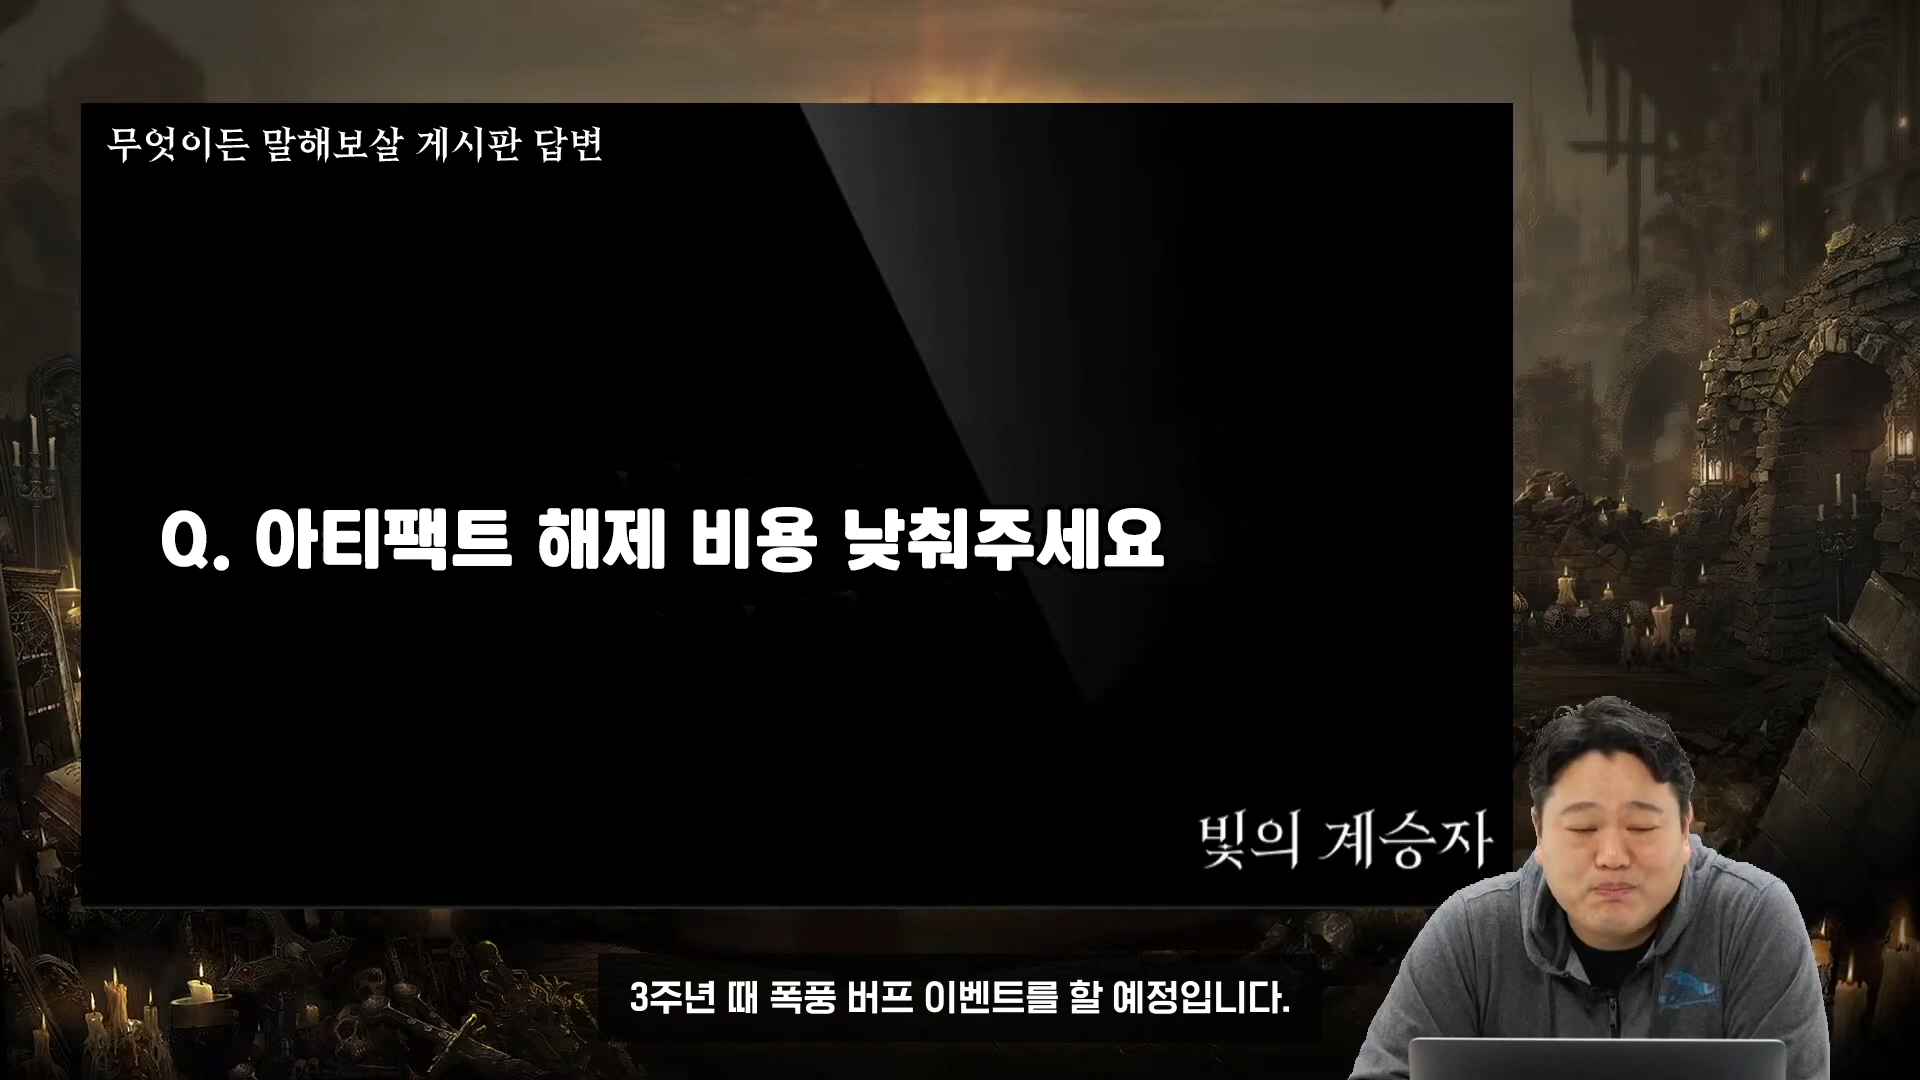 무엇이든 말해보살 게시판 답변
Q. 아티팩트 해제 비용 낮춰주세요
빛의 계승자
3주년 때 폭풍 버프 이벤트를 할 예정입니다.